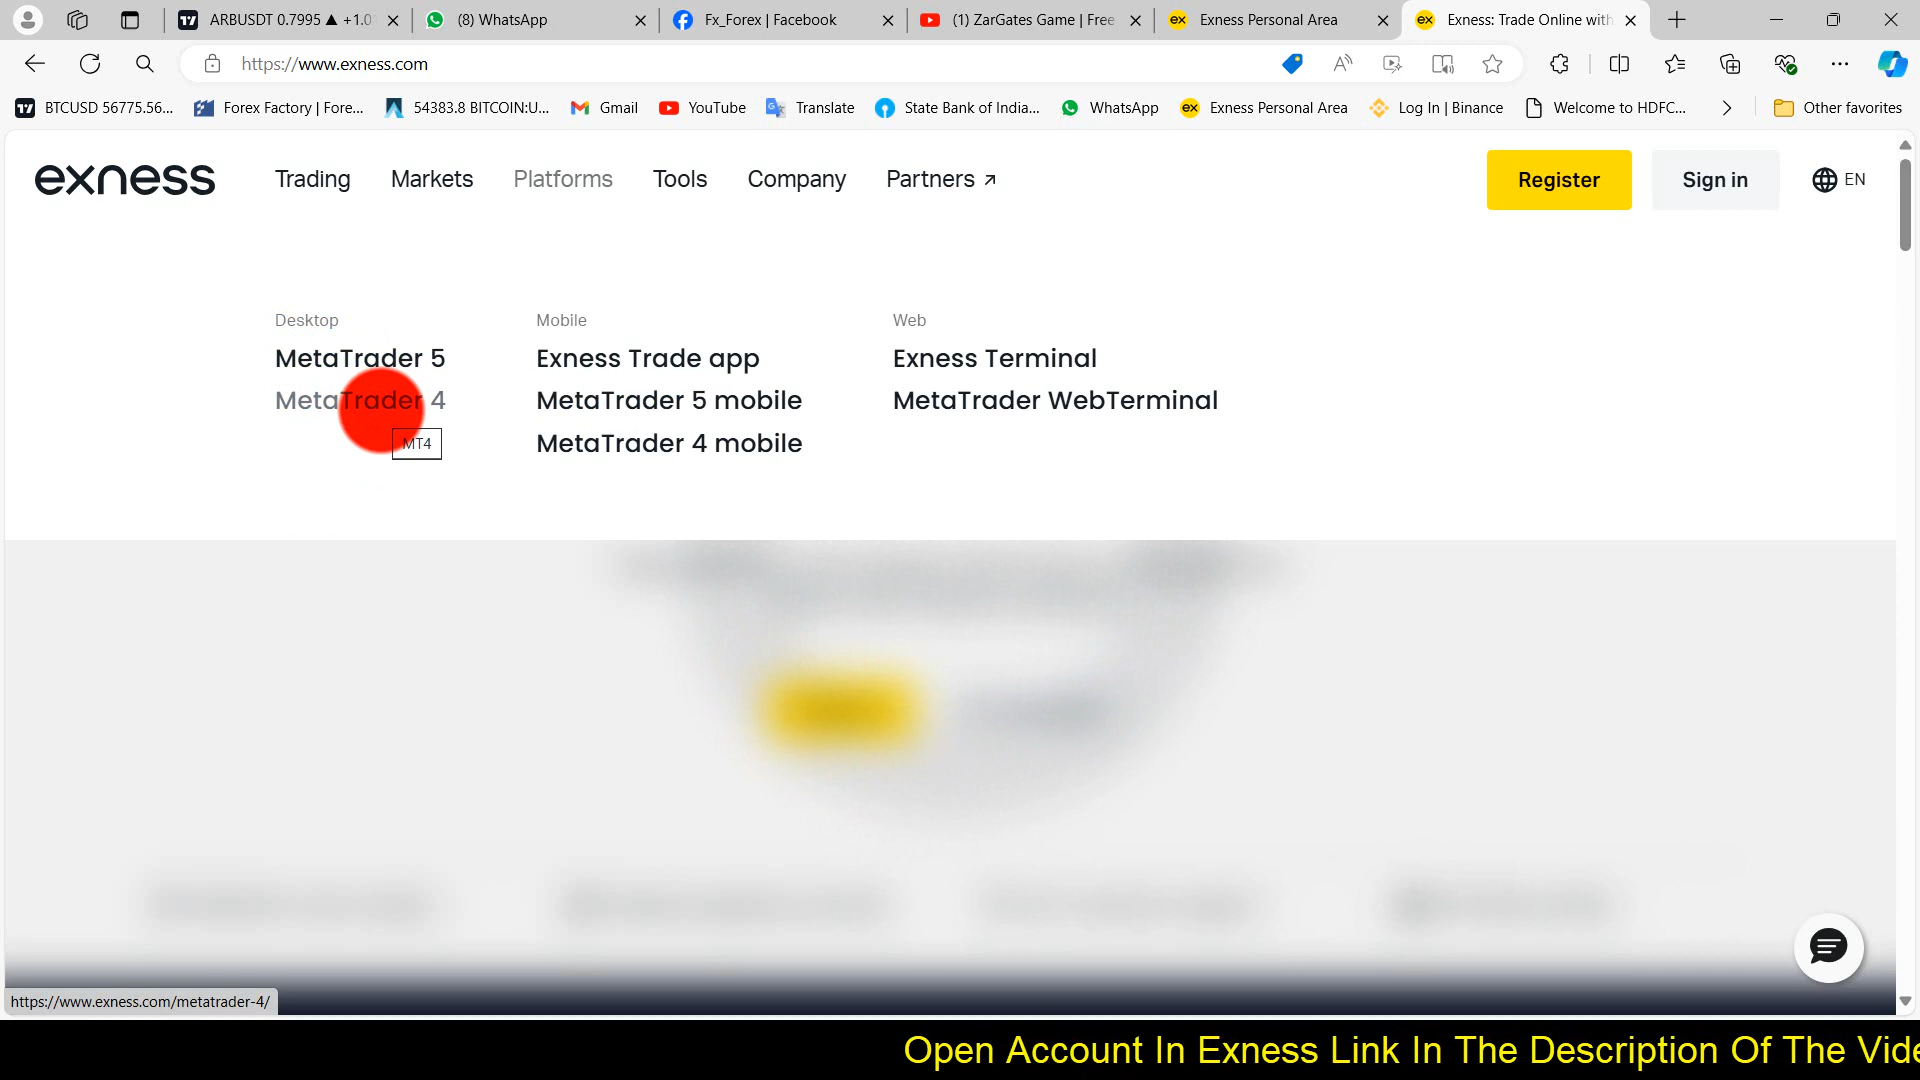 ARBUSDT 0.7995 ▲ +1.0
(8) WhatsApp
Fx_Forex | Facebook
(1) ZarGates Game | Free
Exness Personal Area
Exness: Trade Online with
https://www.exness.com
BTCUSD 56775.56...
Forex Factory | Fore...
54383.8 BITCOIN:U...
Gmail
YouTube
Translate
State Bank of India...
WhatsApp
Exness Personal Area
Log In | Binance
Welcome to HDFC...
Other favorites
exness
Trading
Markets
Platforms
Tools
Company
Partners ↗
Register
Sign in
EN
Desktop
MetaTrader 5
MetaTrader 4
MT4
Mobile
Exness Trade app
MetaTrader 5 mobile
MetaTrader 4 mobile
Web
Exness Terminal
MetaTrader WebTerminal
https://www.exness.com/metatrader-4/
Open Account In Exness Link In The Description Of The Vide